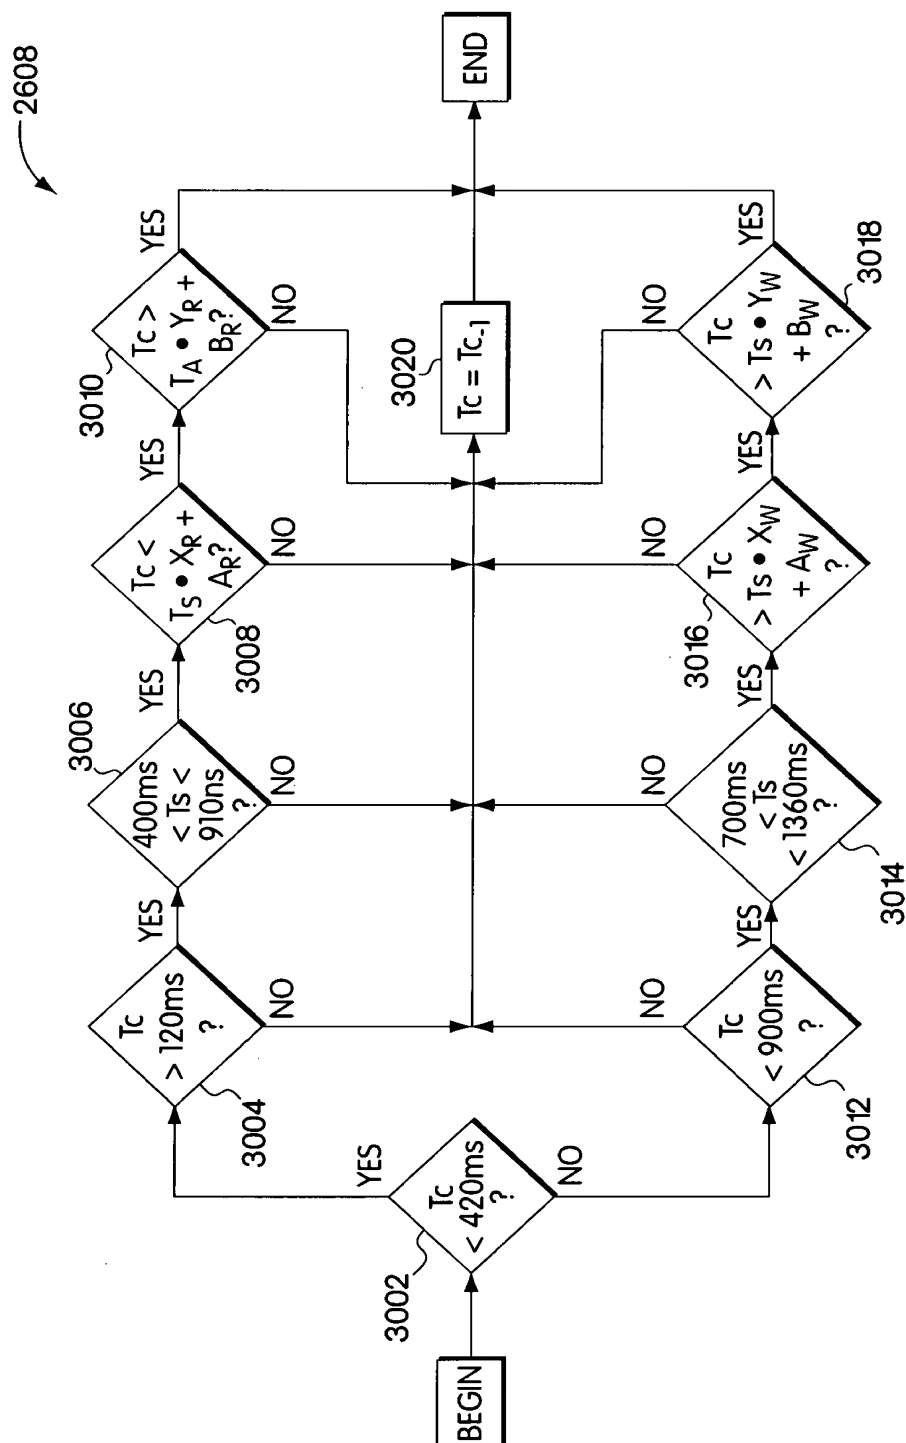 2608
BEGIN
3002
Tc
< 420ms
?
YES
NO
3004
Tc
> 120ms
?
YES
NO
3006
400ms
< Ts <
910ns
?
YES
NO
3008
Tc <
TS • XR +
AR?
YES
NO
3010
Tc >
TA • YR +
BR?
YES
NO
3012
Tc
< 900ms
?
YES
NO
3014
700ms
< Ts
< 1360ms
?
YES
NO
3016
Tc
> Ts • XW
+ AW
?
YES
NO
3018
Tc
> Ts • YW
+ BW
?
YES
NO
3020
Tc = Tc-1
END